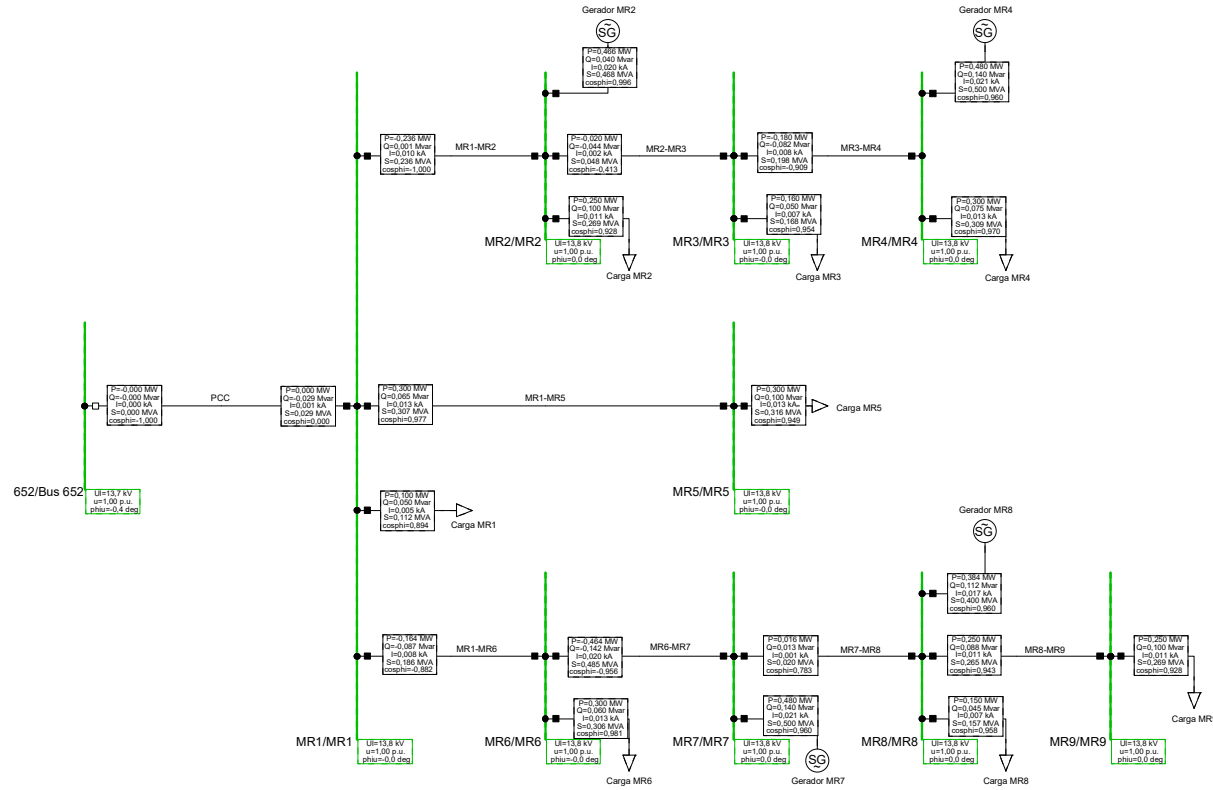 Gerador MR2
SG
P=0,466 MW
Q=0,040 Mvar
I=0,020 kA
S=0,468 MVA
cosphi=0,996
Gerador MR4
SG
P=0,480 MW
Q=0,140 Mvar
I=0,021 kA
S=0,500 MVA
cosphi=0,960
P=-0,236 MW
Q=0,001 Mvar
I=0,010 kA
S=0,236 MVA
cosphi=-1,000
MR1-MR2
P=-0,020 MW
Q=-0,044 Mvar
I=0,002 kA
S=0,048 MVA
cosphi=-0,413
MR2-MR3
P=-0,180 MW
Q=-0,082 Mvar
I=0,008 kA
S=0,198 MVA
cosphi=-0,909
MR3-MR4
P=0,250 MW
Q=0,100 Mvar
I=0,011 kA
S=0,269 MVA
cosphi=0,928
P=0,160 MW
Q=0,050 Mvar
I=0,007 kA
S=0,168 MVA
cosphi=0,954
P=0,300 MW
Q=0,075 Mvar
I=0,013 kA
S=0,309 MVA
cosphi=0,970
MR2/MR2
Ul=13,8 kV
u=1,00 p.u.
phiu=0,0 deg
Carga MR2
MR3/MR3
Ul=13,8 kV
u=1,00 p.u.
phiu=-0,0 deg
Carga MR3
MR4/MR4
Ul=13,8 kV
u=1,00 p.u.
phiu=0,0 deg
Carga MR4
P=-0,000 MW
Q=-0,000 Mvar
I=0,000 kA
S=0,000 MVA
cosphi=-1,000
PCC
P=0,000 MW
Q=-0,029 Mvar
I=0,001 kA
S=0,029 MVA
cosphi=0,000
P=0,300 MW
Q=0,065 Mvar
I=0,013 kA
S=0,307 MVA
cosphi=0,977
MR1-MR5
P=0,300 MW
Q=0,100 Mvar
I=0,013 kA
S=0,316 MVA
cosphi=0,949
Carga MR5
652/Bus 652
Ul=13,7 kV
u=1,00 p.u.
phiu=-0,4 deg
P=0,100 MW
Q=0,050 Mvar
I=0,005 kA
S=0,112 MVA
cosphi=0,894
Carga MR1
MR5/MR5
Ul=13,8 kV
u=1,00 p.u.
phiu=-0,0 deg
Gerador MR8
SG
P=0,384 MW
Q=0,112 Mvar
I=0,017 kA
S=0,400 MVA
cosphi=0,960
P=-0,164 MW
Q=-0,087 Mvar
I=0,008 kA
S=0,186 MVA
cosphi=-0,882
MR1-MR6
P=-0,464 MW
Q=-0,142 Mvar
I=0,020 kA
S=0,485 MVA
cosphi=-0,956
MR6-MR7
P=0,016 MW
Q=0,013 Mvar
I=0,001 kA
S=0,020 MVA
cosphi=0,783
MR7-MR8
P=0,250 MW
Q=0,088 Mvar
I=0,011 kA
S=0,265 MVA
cosphi=0,943
MR8-MR9
P=0,250 MW
Q=0,100 Mvar
I=0,011 kA
S=0,269 MVA
cosphi=0,928
P=0,300 MW
Q=0,060 Mvar
I=0,013 kA
S=0,306 MVA
cosphi=0,981
P=0,480 MW
Q=0,140 Mvar
I=0,021 kA
S=0,500 MVA
cosphi=0,960
P=0,150 MW
Q=0,045 Mvar
I=0,007 kA
S=0,157 MVA
cosphi=0,958
MR1/MR1
Ul=13,8 kV
u=1,00 p.u.
phiu=-0,0 deg
MR6/MR6
Ul=13,8 kV
u=1,00 p.u.
phiu=-0,0 deg
Carga MR6
MR7/MR7
Ul=13,8 kV
u=1,00 p.u.
phiu=0,0 deg
SG
Gerador MR7
MR8/MR8
Ul=13,8 kV
u=1,00 p.u.
phiu=0,0 deg
Carga MR8
MR9/MR9
Ul=13,8 kV
u=1,00 p.u.
phiu=0,0 deg
Carga